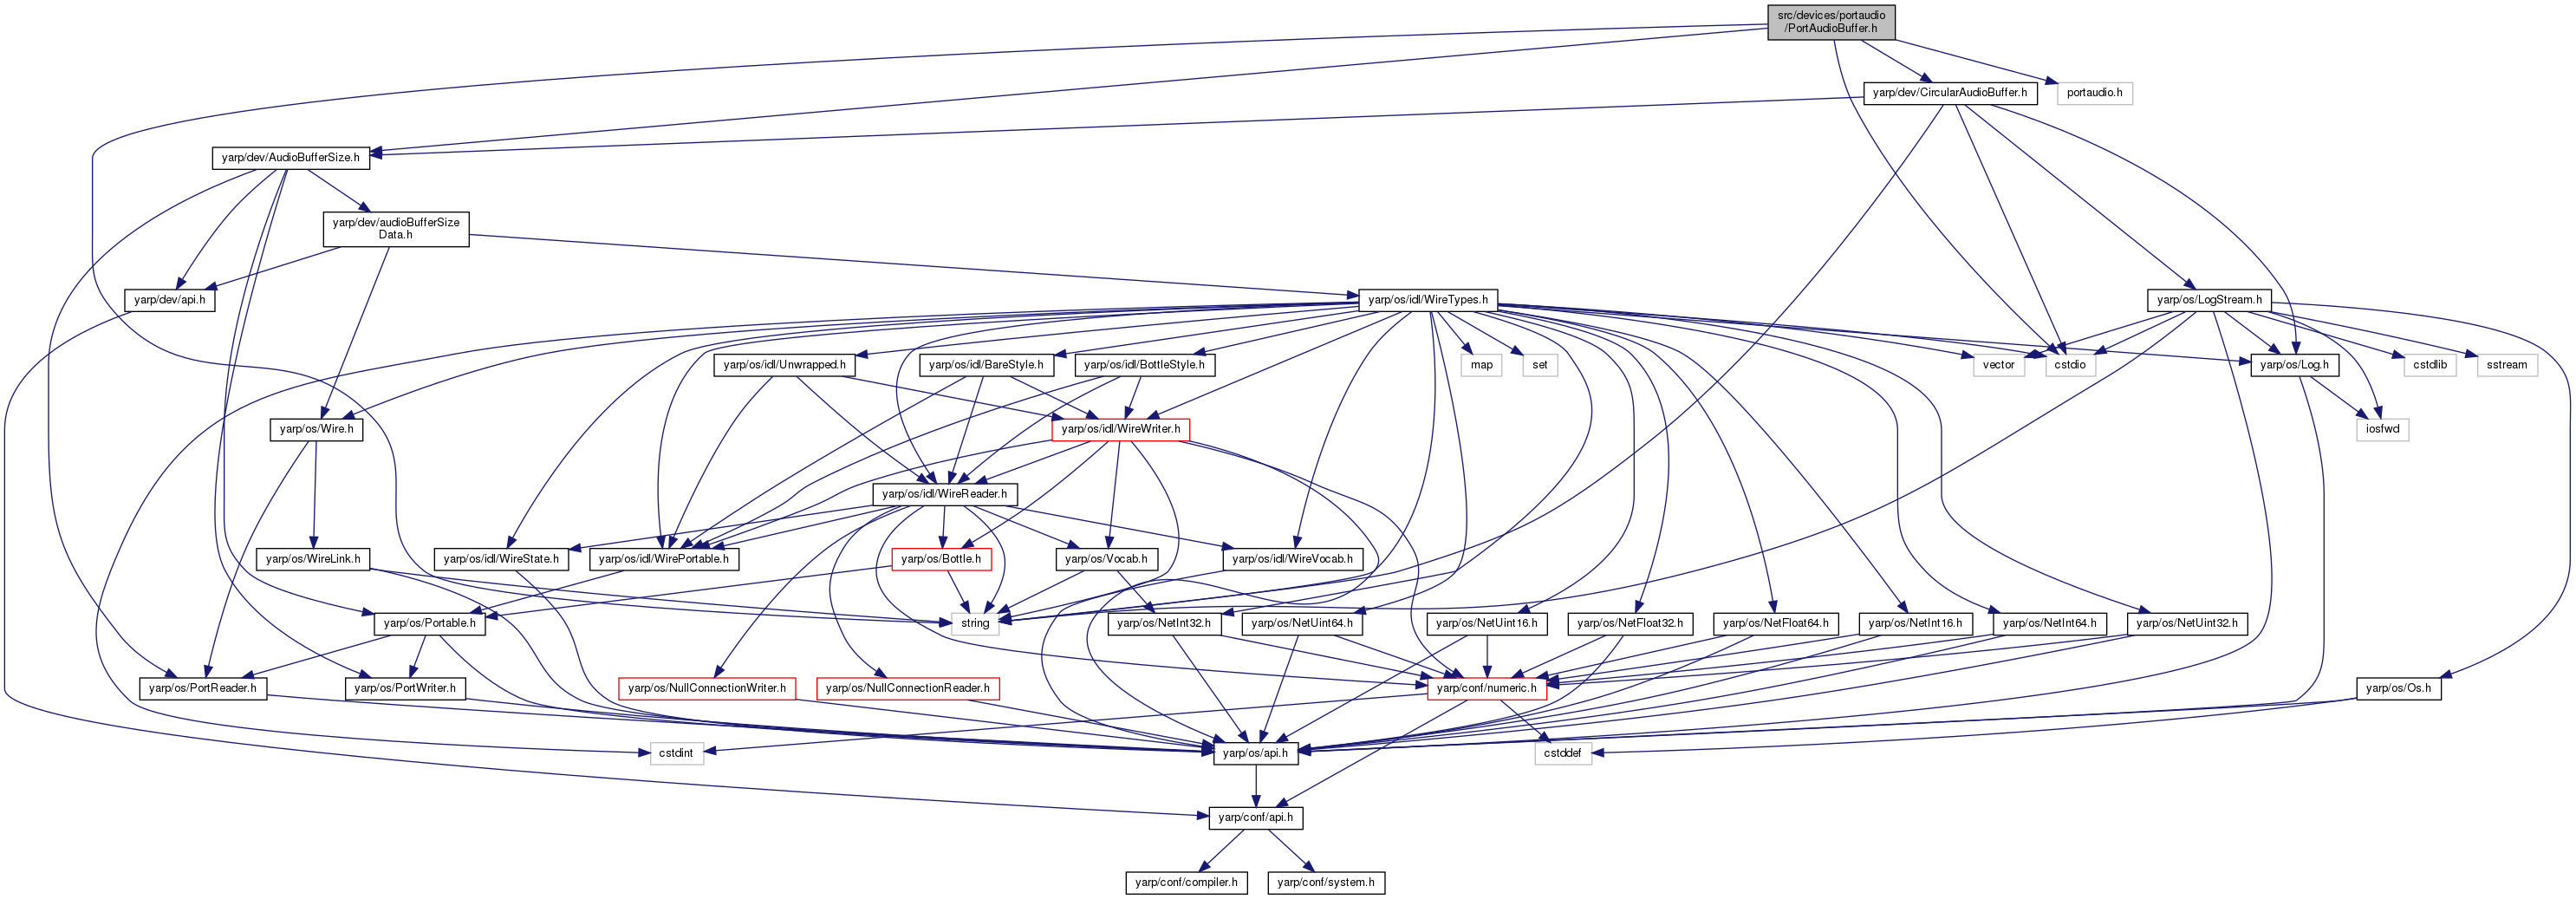 src/devices/portaudio
/PortAudioBuffer.h
yarp/dev/CircularAudioBuffer.h
portaudio.h
yarp/dev/AudioBufferSize.h
yarp/dev/audioBufferSize
Data.h
yarp/dev/api.h
yarp/os/idl/WireTypes.h
yarp/os/LogStream.h
yarp/os/idl/Unwrapped.h
yarp/os/idl/BareStyle.h
yarp/os/idl/BottleStyle.h
map
set
vector
cstdio
yarp/os/Log.h
cstdlib
sstream
yarp/os/Wire.h
yarp/os/idl/WireWriter.h
iosfwd
yarp/os/idl/WireReader.h
yarp/os/WireLink.h
yarp/os/idl/WireState.h
yarp/os/idl/WirePortable.h
yarp/os/Bottle.h
yarp/os/Vocab.h
yarp/os/idl/WireVocab.h
yarp/os/Portable.h
string
yarp/os/NetInt32.h
yarp/os/NetUint64.h
yarp/os/NetUint16.h
yarp/os/NetFloat32.h
yarp/os/NetFloat64.h
yarp/os/NetInt16.h
yarp/os/NetInt64.h
yarp/os/NetUint32.h
yarp/os/PortReader.h
yarp/os/PortWriter.h
yarp/os/NullConnectionWriter.h
yarp/os/NullConnectionReader.h
yarp/conf/numeric.h
yarp/os/Os.h
cstdint
yarp/os/api.h
cstddef
yarp/conf/api.h
yarp/conf/compiler.h
yarp/conf/system.h